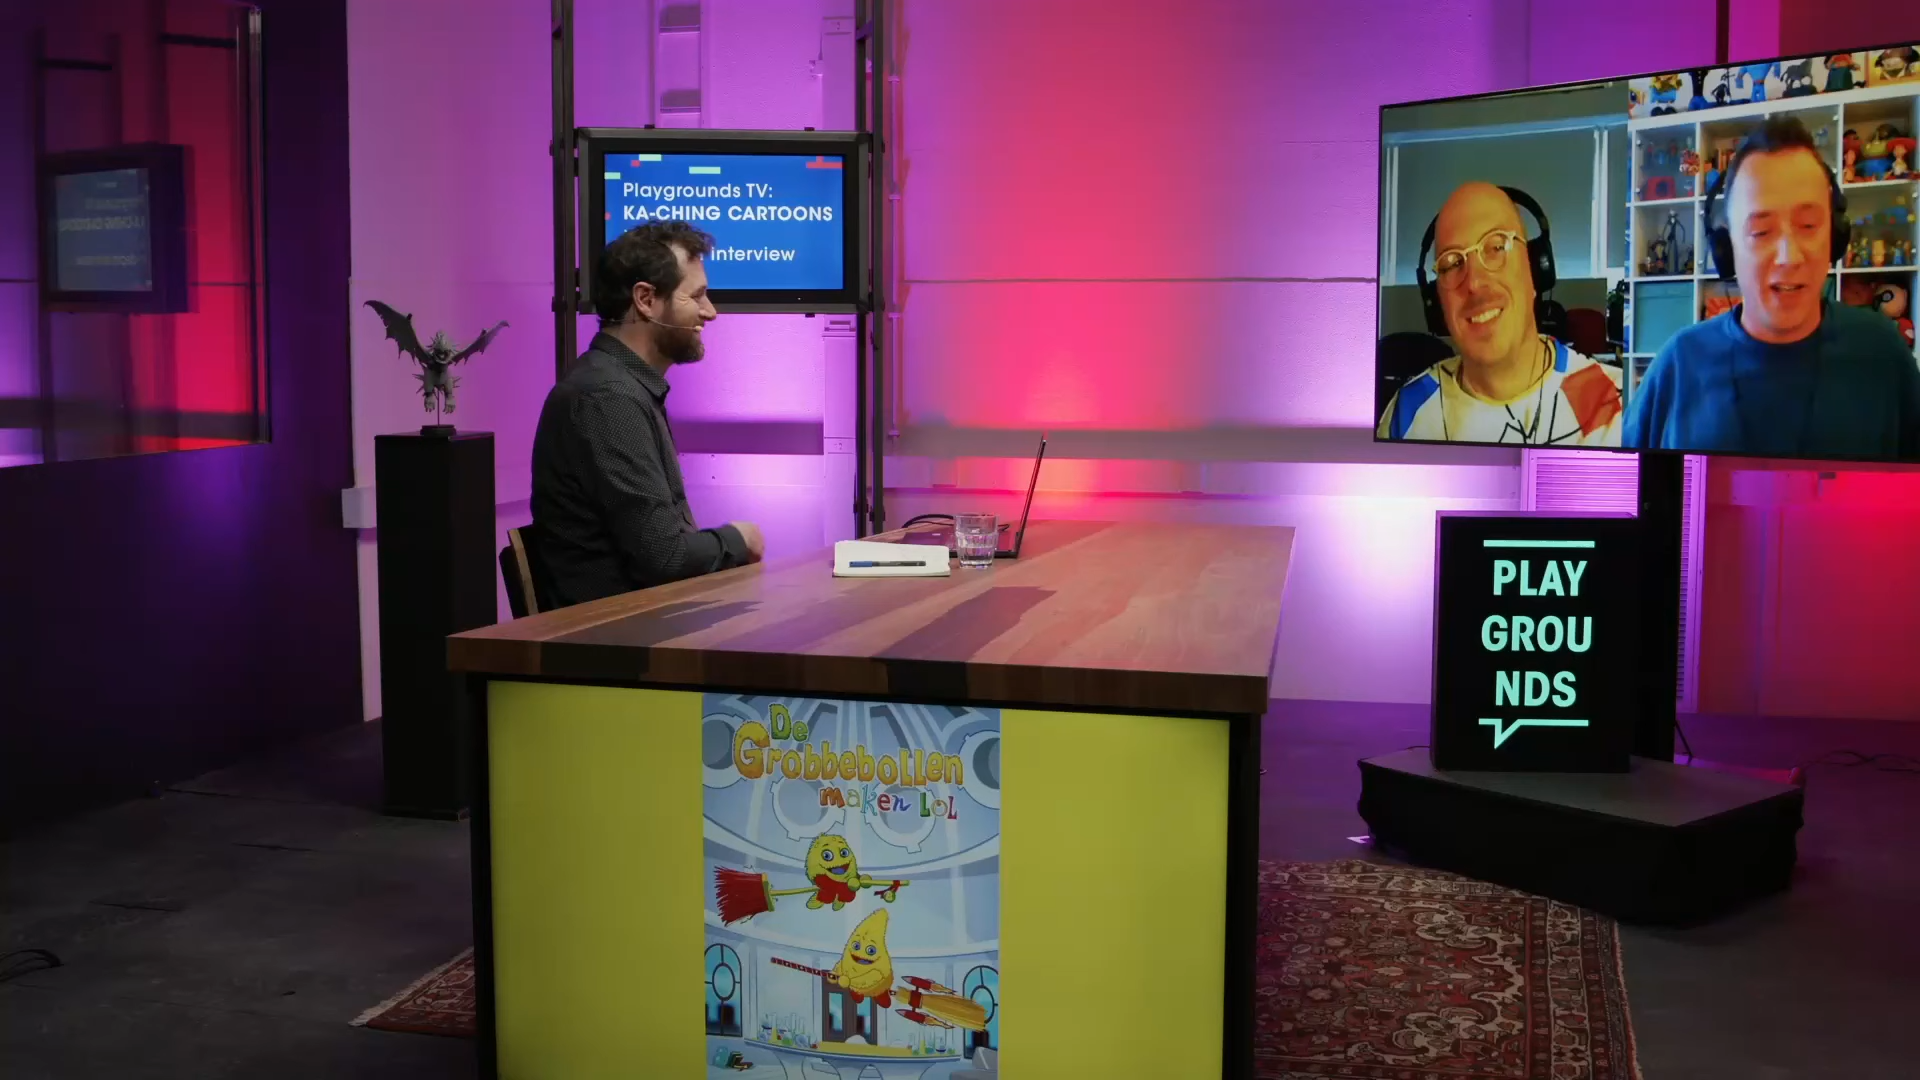 Playgrounds TV:
KA-CHING CARTOONS
interview
PLAY
GROU
NDS
De
Grobbebollen
maken LOL